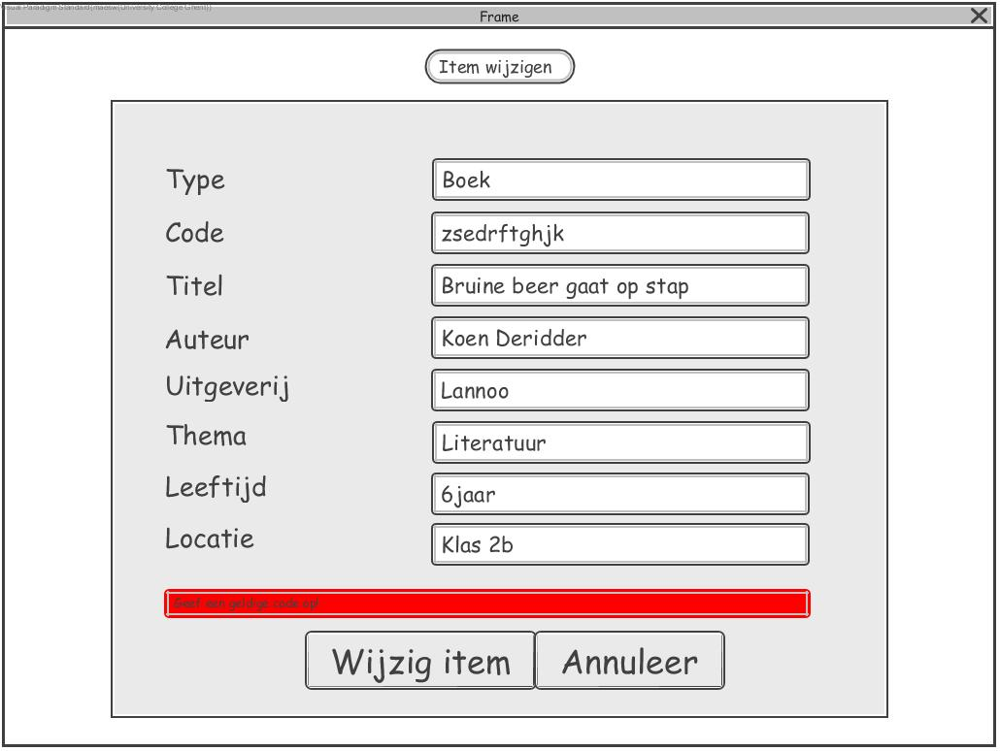 Visual Paradigm Standard(maesw(University College Ghent))
Frame
Item wijzigen
Type
Boek
Code
zsedrftghjk
Titel
Bruine beer gaat op stap
Auteur
Koen Deridder
Uitgeverij
Lannoo
Thema
Literatuur
Leeftijd
6jaar
Locatie
Klas 2b
Geef een geldige code op!
Wijzig item
Annuleer